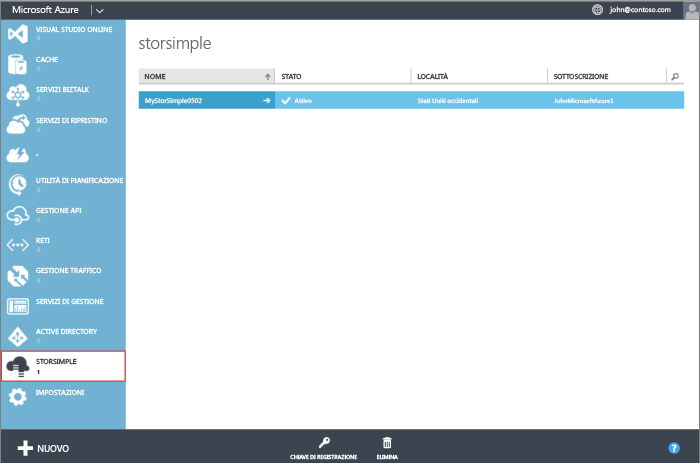 Microsoft Azure
john@contoso.com
VISUAL STUDIO ONLINE
0
CACHE
0
SERVIZI BIZTALK
0
SERVIZI DI RIPRISTINO
0
-
UTILITÀ DI PIANIFICAZIONE
0
GESTIONE API
0
RETI
0
GESTIONE TRAFFICO
0
SERVIZI DI GESTIONE
ACTIVE DIRECTORY
0
STORSIMPLE
1
IMPOSTAZIONI
storsimple
NOME STATO LOCALITÀ SOTTOSCRIZIONE
MyStorSimple0502 Attivo Stati Uniti occidentali JohnMicrosoftAzure1
NUOVO
CHIAVE DI REGISTRAZIONE
ELIMINA
?